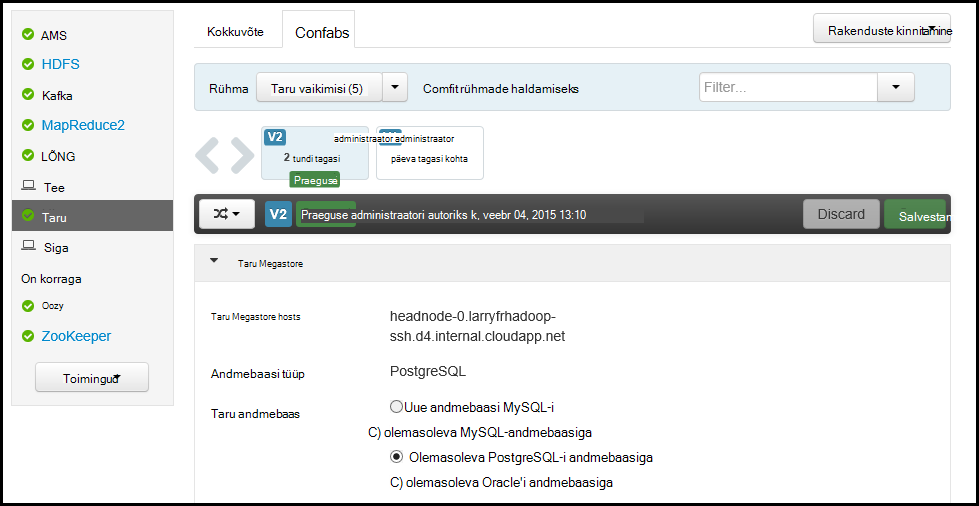 AMS
HDFS
Kafka
MapReduce2
LÕNG
Tee
Taru
Siga
On korraga
Oozy
ZooKeeper
Toimingud
Kokkuvõte
Confabs
Rakenduste kinnitamine
Rühma
Taru vaikimisi (5)
Comfit rühmade haldamiseks
Filter...
V2
administraator administraator
2 tundi tagasi
päeva tagasi kohta
Praeguse
V2
Praeguse administraatori autoriks k, veebr 04, 2015 13:10
Discard
Salvestan
Taru Megastore
Taru Megastore hosts
headnode-0.larryfrhadoop-
ssh.d4.internal.cloudapp.net
Andmebaasi tüüp
PostgreSQL
Taru andmebaas
Uue andmebaasi MySQL-i
C) olemasoleva MySQL-andmebaasiga
Olemasoleva PostgreSQL-i andmebaasiga
C) olemasoleva Oracle'i andmebaasiga